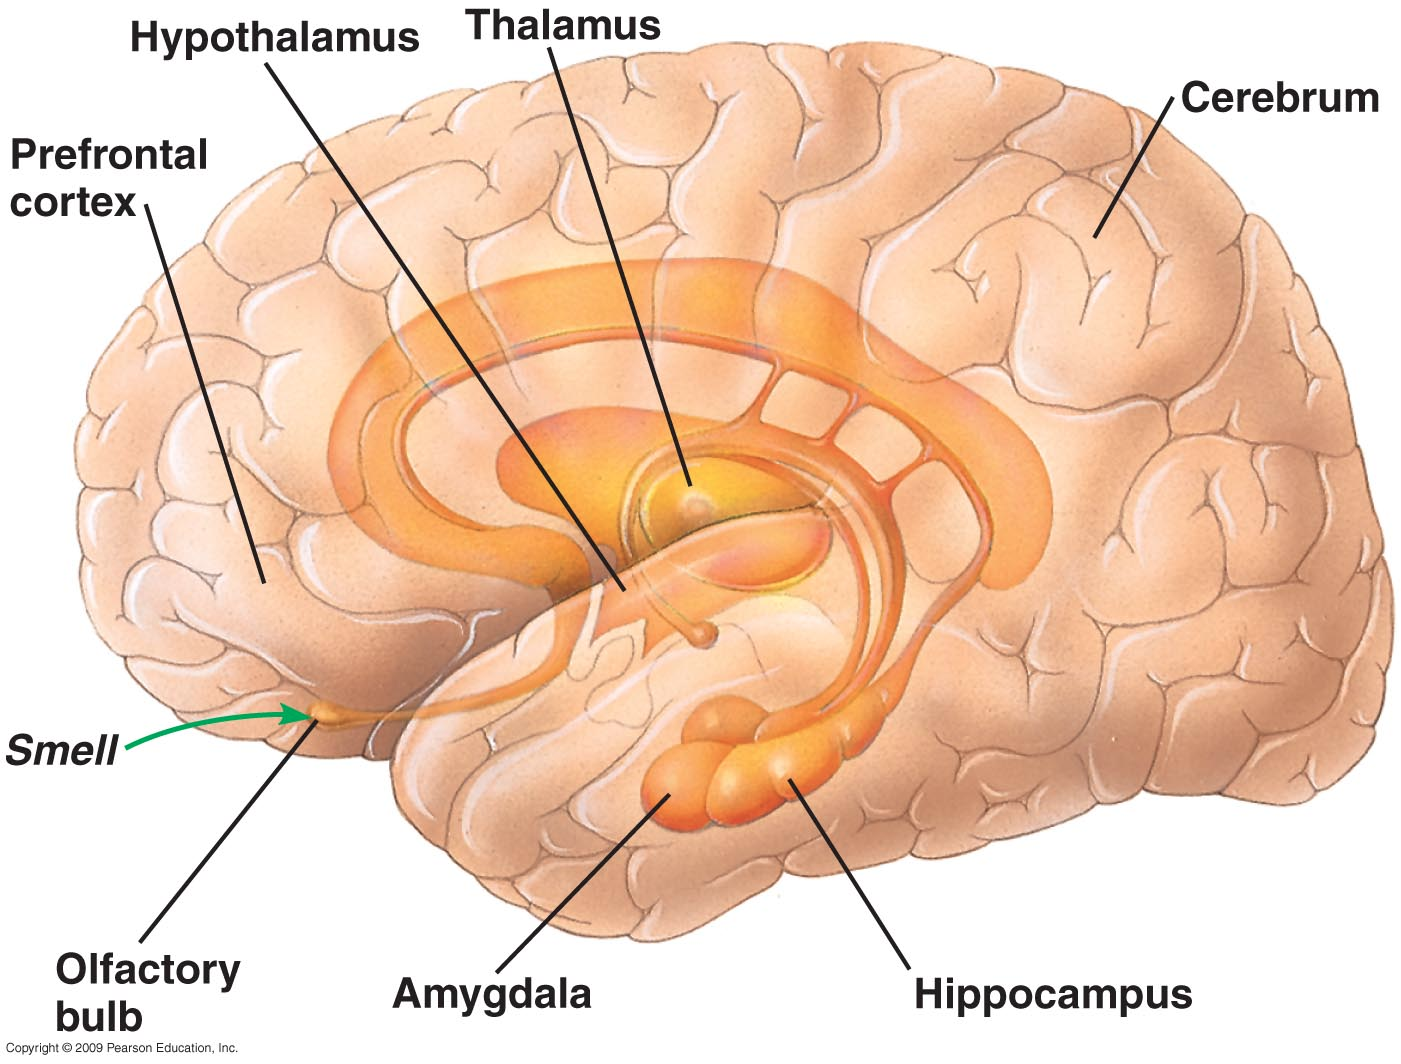 Thalamus
Hypothalamus
Cerebrum
Prefrontal
cortex
Smell
Olfactory
bulb
Amygdala
Hippocampus
Copyright © 2009 Pearson Education, Inc.